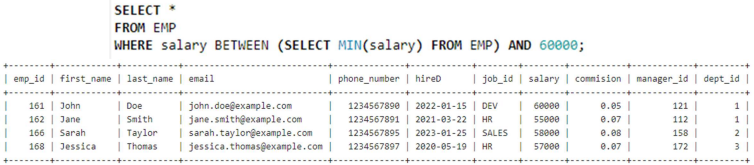 SELECT *
FROM EMP
WHERE salary BETWEEN (SELECT MIN(salary) FROM EMP) AND 60000;
+--------+------------+-----------+----------------------------+--------------+------------+--------+--------+-----------+------------+---------+
| emp_id | first_name | last_name | email | phone_number | hireD | job_id | salary | commision | manager_id | dept_id |
+--------+------------+-----------+----------------------------+--------------+------------+--------+--------+-----------+------------+---------+
| 161 | John | Doe | john.doe@example.com | 1234567890 | 2022-01-15 | DEV | 60000 | 0.05 | 121 | 1 |
| 162 | Jane | Smith | jane.smith@example.com | 1234567891 | 2021-03-22 | HR | 55000 | 0.07 | 112 | 1 |
| 166 | Sarah | Taylor | sarah.taylor@example.com | 1234567895 | 2023-01-25 | SALES | 58000 | 0.08 | 158 | 2 |
| 168 | Jessica | Thomas | jessica.thomas@example.com | 1234567897 | 2020-05-19 | HR | 57000 | 0.07 | 172 | 3 |
+--------+------------+-----------+----------------------------+--------------+------------+--------+--------+-----------+------------+---------+